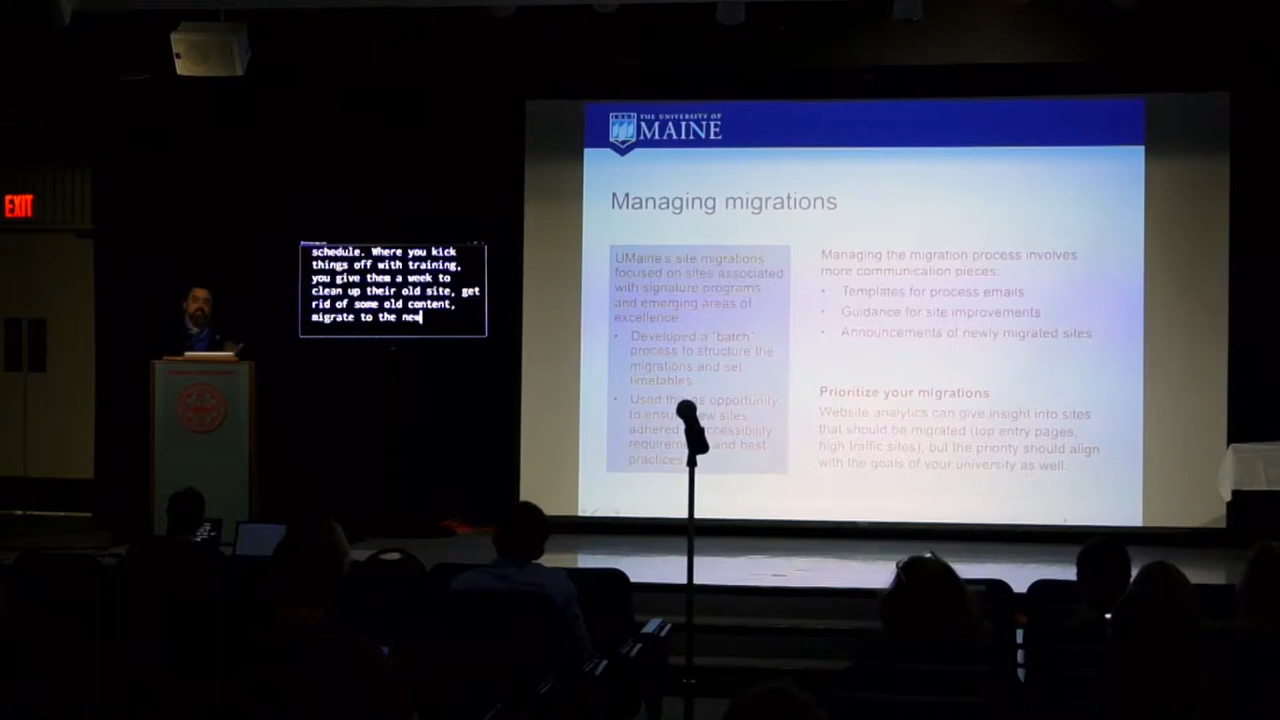 EXIT
schedule. Where you kick
things off with training,
you give them a week to
clean up their old site, get
rid of some old content,
migrate to the new
THE UNIVERSITY OF
MAINE
Managing migrations
UMaine's site migrations
focused on sites associated
with signature programs
and emerging areas of
excellence.
• Developed a "batch"
process to structure the
migrations and set
timetables
• Used this as opportunity
to ensure new sites
adhered accessibility
requirements and best
practices
Managing the migration process involves
more communication pieces:
• Templates for process emails
• Guidance for site improvements
• Announcements of newly migrated sites
Prioritize your migrations
Website analytics can give insight into sites
that should be migrated (top entry pages,
high traffic sites), but the priority should align
with the goals of your university as well.